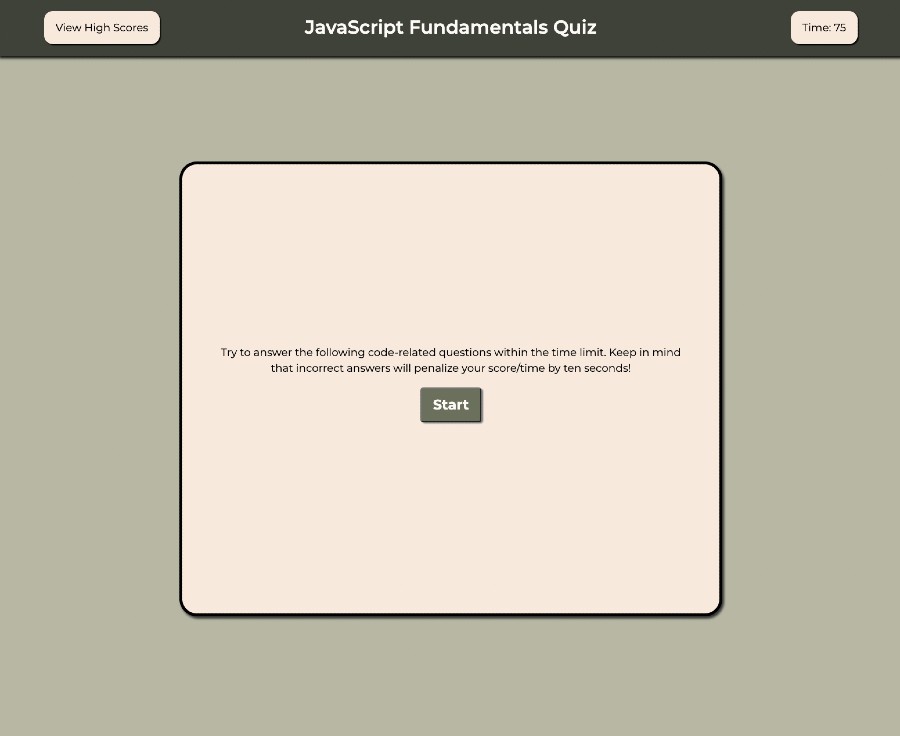 View High Scores
JavaScript Fundamentals Quiz
Time: 75
Try to answer the following code-related questions within the time limit. Keep in mind
that incorrect answers will penalize your score/time by ten seconds!
Start